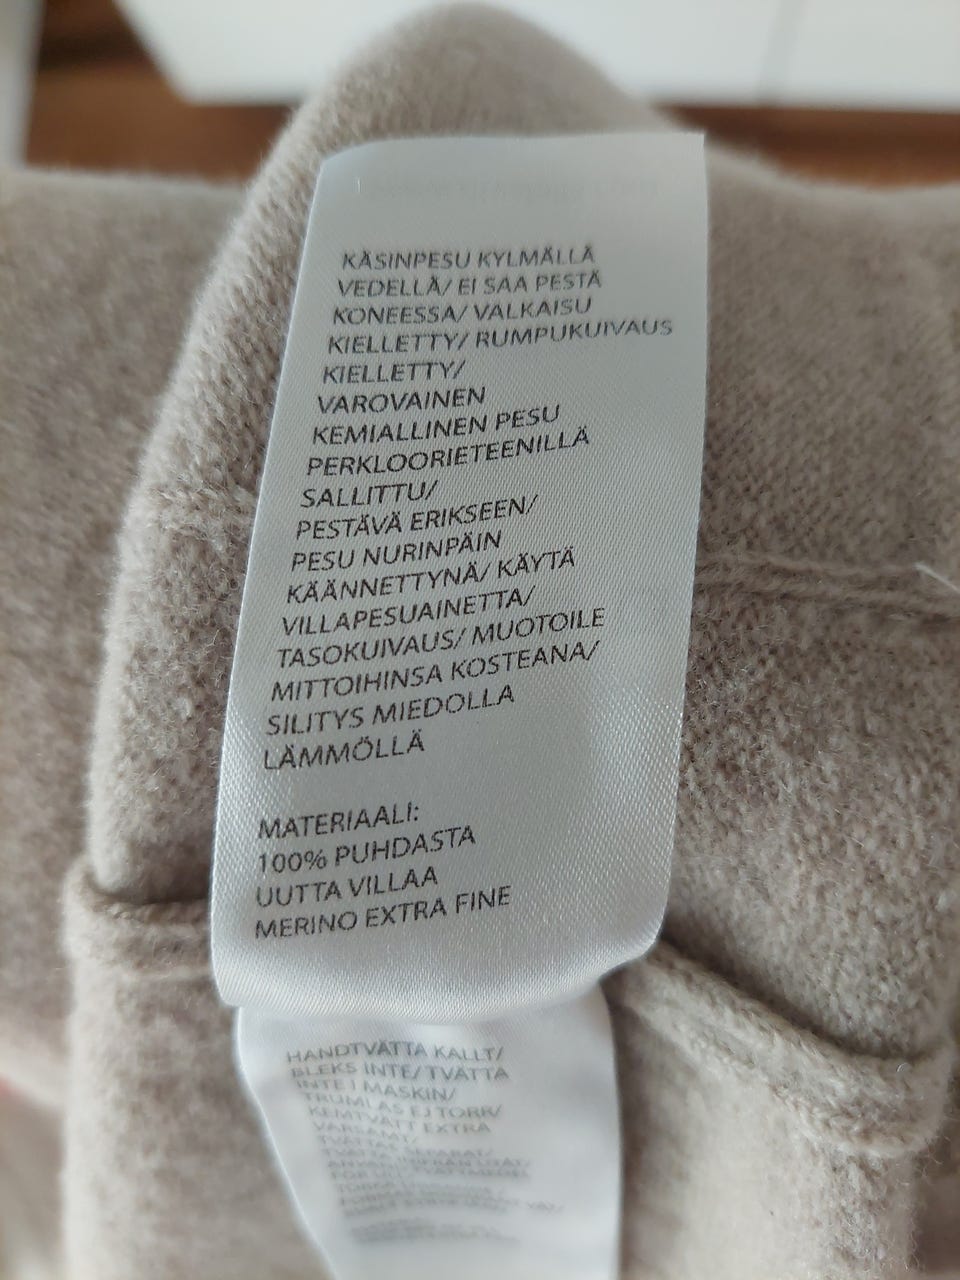 KÄSINPESU KYLMÄLLÄ
VEDELLÄ/ EI SAA PESTÄ
KONEESSA/ VALKAISU
KIELLETTY/ RUMPUKUIVAUS
KIELLETTY/
VAROVAINEN
KEMIALLINEN PESU
PERKLOORIETEENILLÄ
SALLITTU/
PESTÄVÄ ERIKSEEN/
PESU NURINPÄIN
KÄÄNNETTYNÄ/ KÄYTÄ
VILLAPESUAINETTA/
TASOKUIVAUS/ MUOTOILE
MITTOIHINSA KOSTEANA/
SILITYS MIEDOLLA
LÄMMÖLLÄ
MATERIAALI:
100% PUHDASTA
UUTTA VILLAA
MERINO EXTRA FINE
HANDTVÄTTA KALLT/
BLEKS INTE/ TVÄTTA
INTE I MASKIN/
TRUMLAS EJ TORR/
KEMTVÄTT EXTRA
VARSAMT/